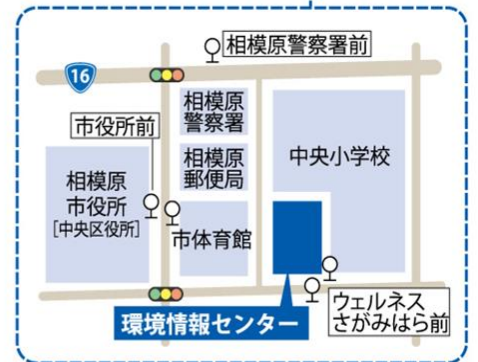 相模原警察署前
16
市役所前
相模原
警察署
相模原
郵便局
中央小学校
相模原
市役所
[中央区役所]
市体育館
環境情報センター
ウェルネス
さがみはら前